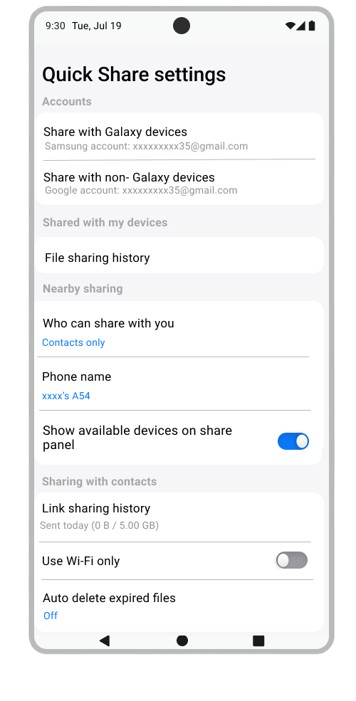 9:30 Tue, Jul 19
Quick Share settings
Accounts
Share with Galaxy devices
Samsung account: xxxxxxxxx35@gmail.com
Share with non- Galaxy devices
Google account: xxxxxxxxx35@gmail.com
Shared with my devices
File sharing history
Nearby sharing
Who can share with you
Contacts only
Phone name
xxxx's A54
Show available devices on share
panel
Sharing with contacts
Link sharing history
Sent today (0 B / 5.00 GB)
Use Wi-Fi only
Auto delete expired files
Off